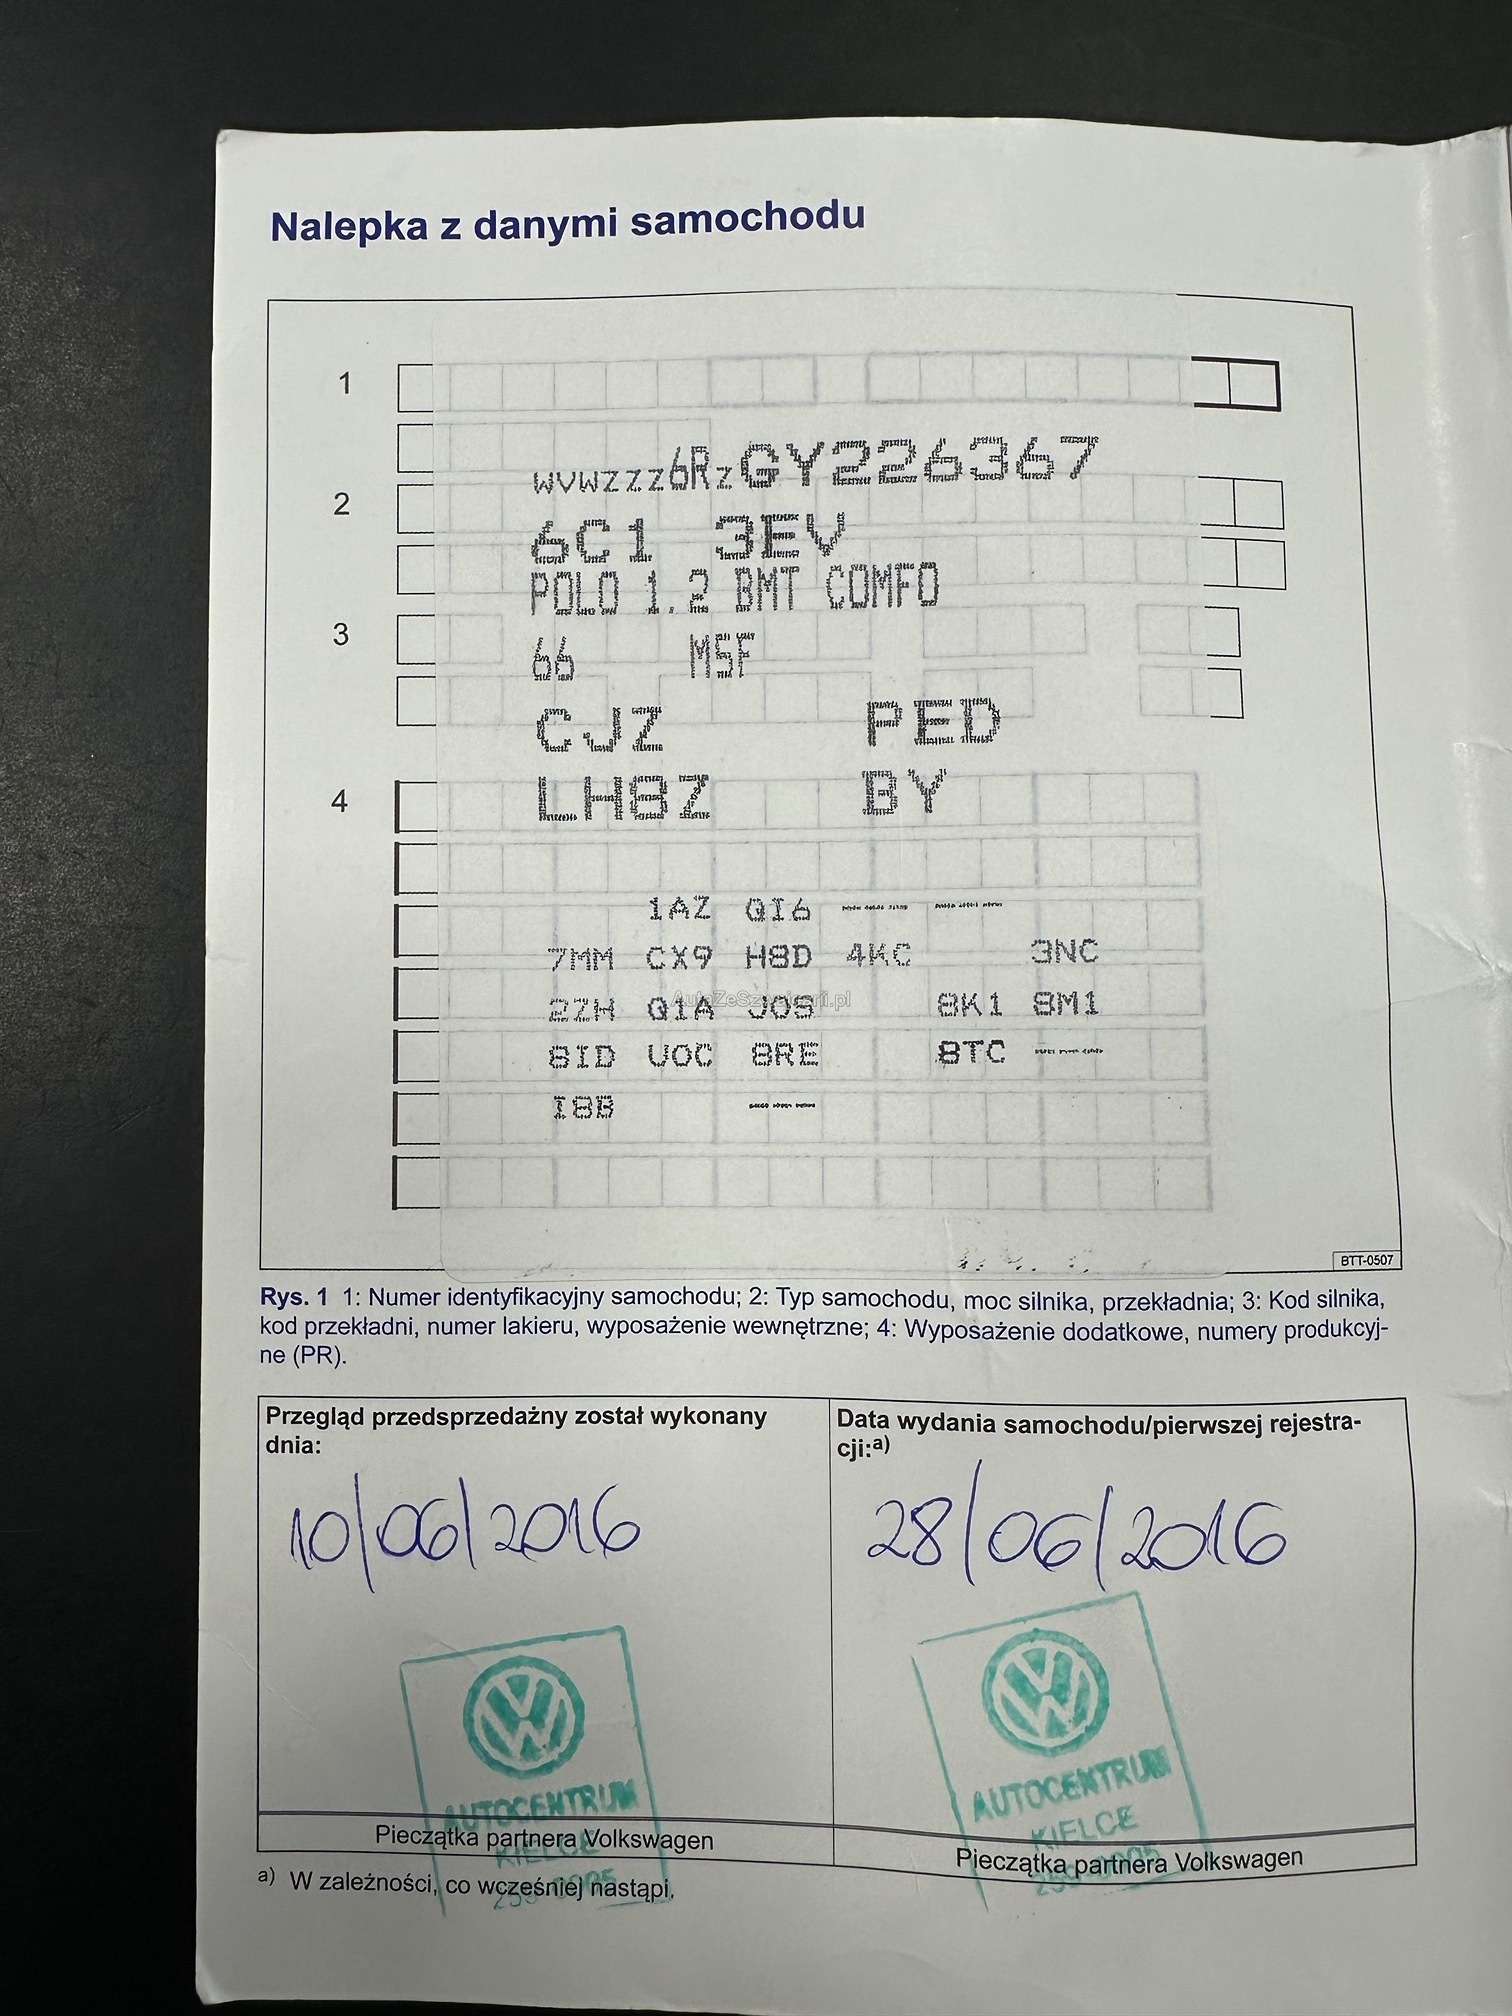 Nalepka z danymi samochodu
1
WVWZZZ6RZGY226367
2
6C1 3EV
POLO 1.2 BMT COMFO
3
66 MSF
CJZ PED
4
LH8Z BY
1AZ QI6 --- ---
7MM CX9 H8D 4KC 3NC
2ZH Q1A J0S 8K1 8M1
AutoZeSzwajcarii.pl
8ID U0C 8RE 8TC ---
I8B ---
BTT-0507
Rys. 1 1: Numer identyfikacyjny samochodu; 2: Typ samochodu, moc silnika, przekładnia; 3: Kod silnika,
kod przekładni, numer lakieru, wyposażenie wewnętrzne; 4: Wyposażenie dodatkowe, numery produkcyj-
ne (PR).
Przegląd przedsprzedażny został wykonany
dnia:
10/06/2016
AUTOCENTRUM
KIELCE
Pieczątka partnera Volkswagen
Data wydania samochodu/pierwszej rejestra-
cji:a)
28/06/2016
AUTOCENTRUM
KIELCE
Pieczątka partnera Volkswagen
a) W zależności, co wcześniej nastąpi.